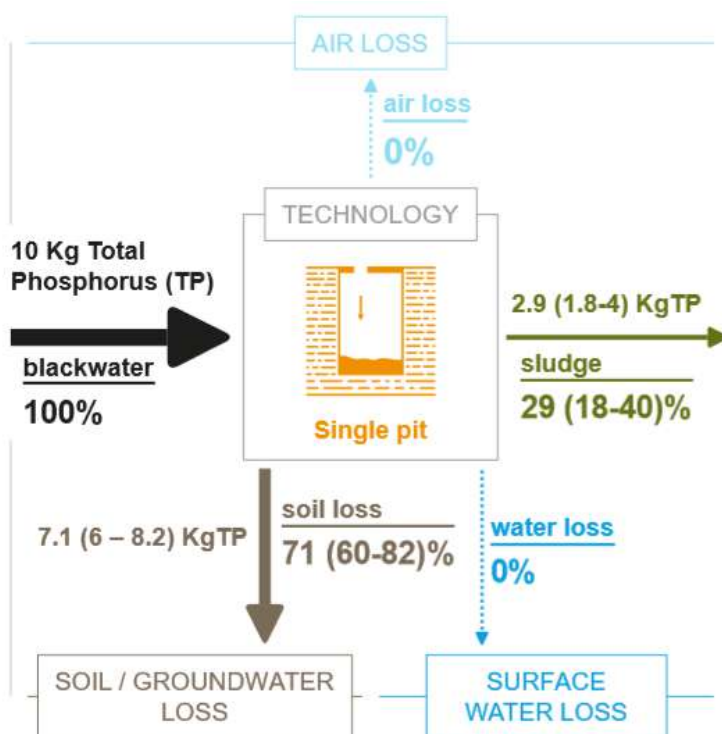 AIR LOSS
air loss
0%
TECHNOLOGY
10 Kg Total
Phosphorus (TP)
blackwater
100%
Single pit
2.9 (1.8-4) KgTP
sludge
29 (18-40)%
7.1 (6 – 8.2) KgTP
soil loss
71 (60-82)%
water loss
0%
SOIL / GROUNDWATER
LOSS
SURFACE
WATER LOSS